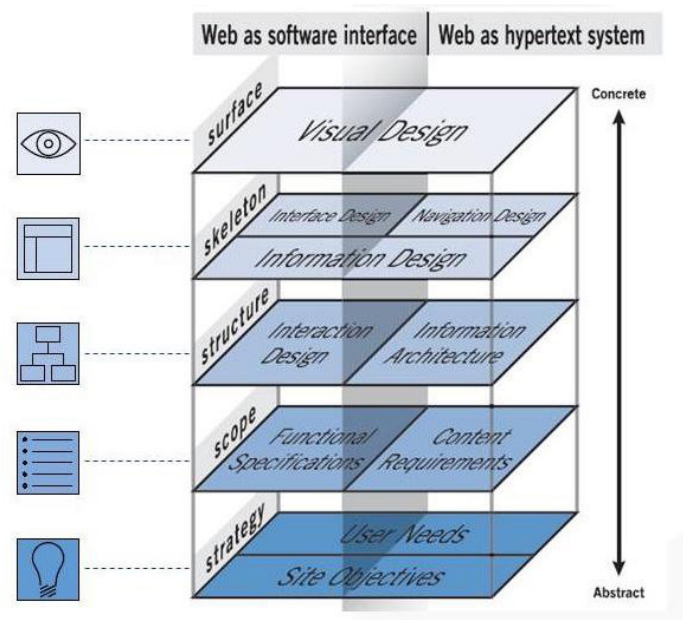 Web as software interface
Web as hypertext system
Concrete
surface
Visual Design
skeleton
Interface Design
Navigation Design
Information Design
structure
Interaction
Design
Information
Architecture
scope
Functional
Specifications
Content
Requirements
strategy
User Needs
Site Objectives
Abstract